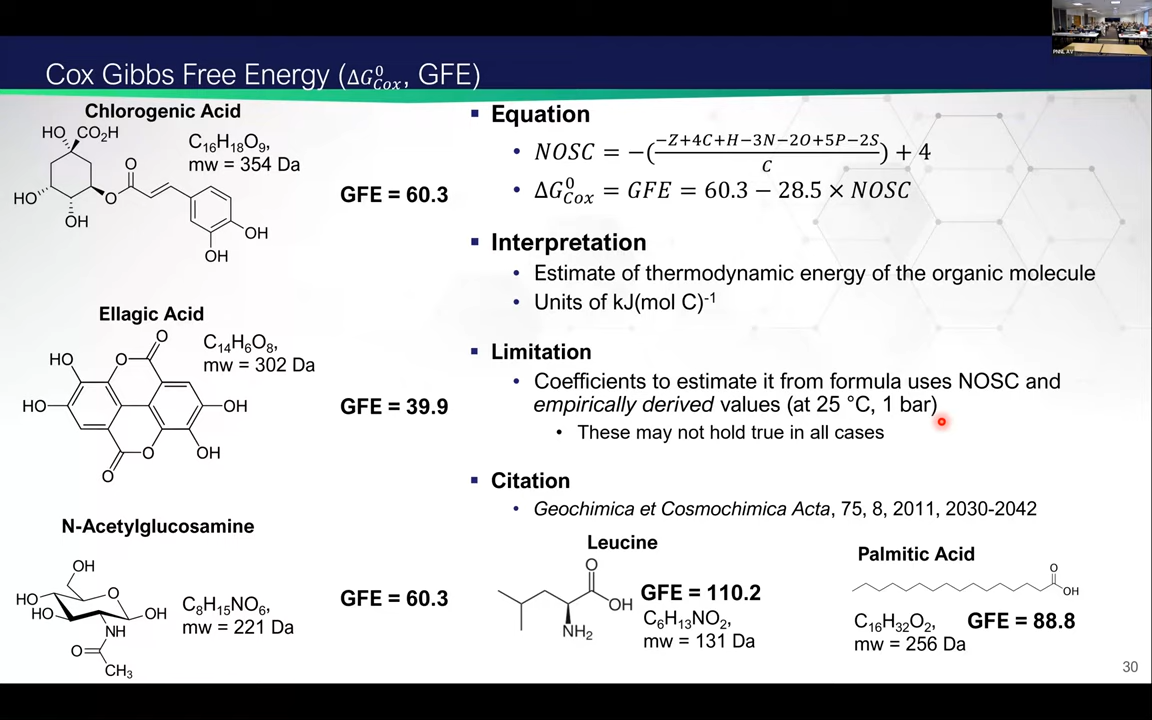 Cox Gibbs Free Energy (ΔG⁰_Cox, GFE)
Chlorogenic Acid
HO
CO₂H
C₁₆H₁₈O₉,
mw = 354 Da
O
HO
O
OH
OH
OH
GFE = 60.3
Ellagic Acid
O
HO
O
C₁₄H₆O₈,
mw = 302 Da
HO
OH
O
OH
O
GFE = 39.9
N-Acetylglucosamine
OH
HO
O
HO
OH
NH
O
CH₃
C₈H₁₅NO₆,
mw = 221 Da
GFE = 60.3
▪ Equation
• NOSC = −(−Z+4C+H−3N−2O+5P−2S / C) + 4
• ΔG⁰_Cox = GFE = 60.3 − 28.5 × NOSC
▪ Interpretation
• Estimate of thermodynamic energy of the organic molecule
• Units of kJ(mol C)⁻¹
▪ Limitation
• Coefficients to estimate it from formula uses NOSC and
empirically derived values (at 25 °C, 1 bar)
• These may not hold true in all cases
▪ Citation
• Geochimica et Cosmochimica Acta, 75, 8, 2011, 2030-2042
Leucine
O
OH
NH₂
GFE = 110.2
C₆H₁₃NO₂,
mw = 131 Da
Palmitic Acid
O
OH
C₁₆H₃₂O₂,
mw = 256 Da
GFE = 88.8
30